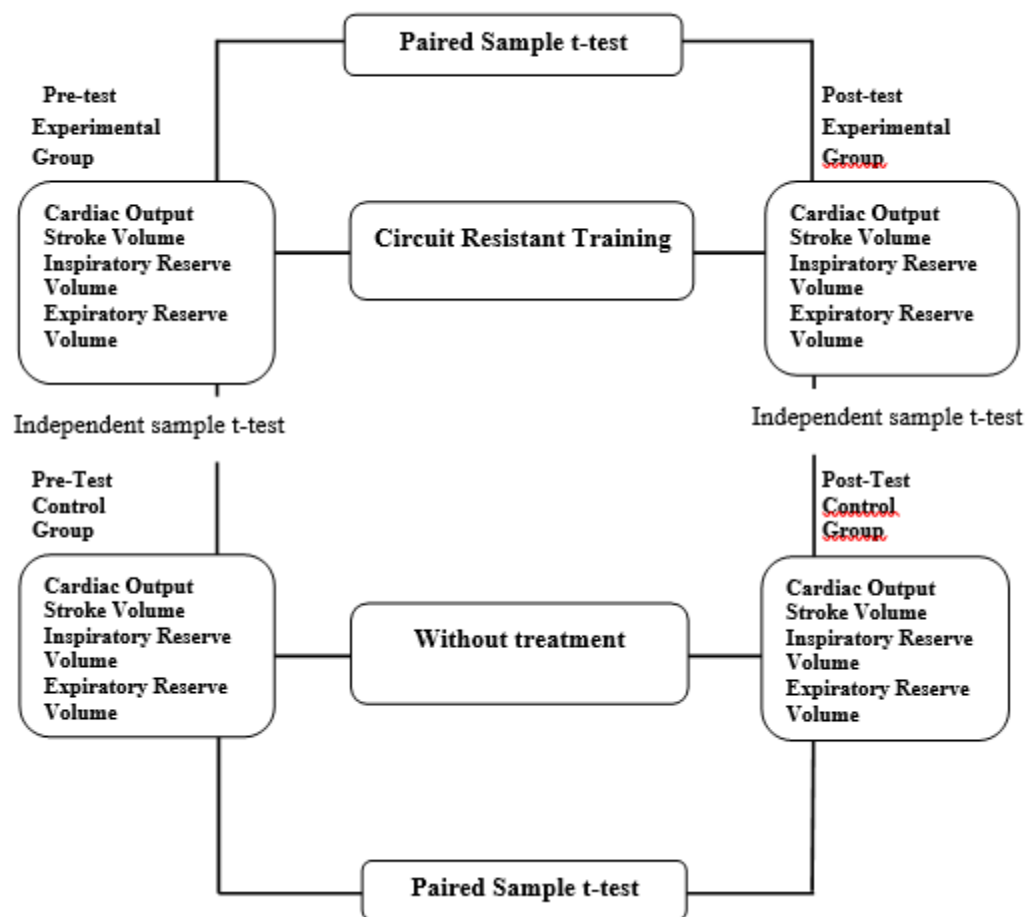 Paired Sample t-test
Pre-test
Experimental
Group
Post-test
Experimental
Group
Cardiac Output
Stroke Volume
Inspiratory Reserve
Volume
Expiratory Reserve
Volume
Circuit Resistant Training
Cardiac Output
Stroke Volume
Inspiratory Reserve
Volume
Expiratory Reserve
Volume
Independent sample t-test
Independent sample t-test
Pre-Test
Control
Group
Post-Test
Control
Group
Cardiac Output
Stroke Volume
Inspiratory Reserve
Volume
Expiratory Reserve
Volume
Without treatment
Cardiac Output
Stroke Volume
Inspiratory Reserve
Volume
Expiratory Reserve
Volume
Paired Sample t-test